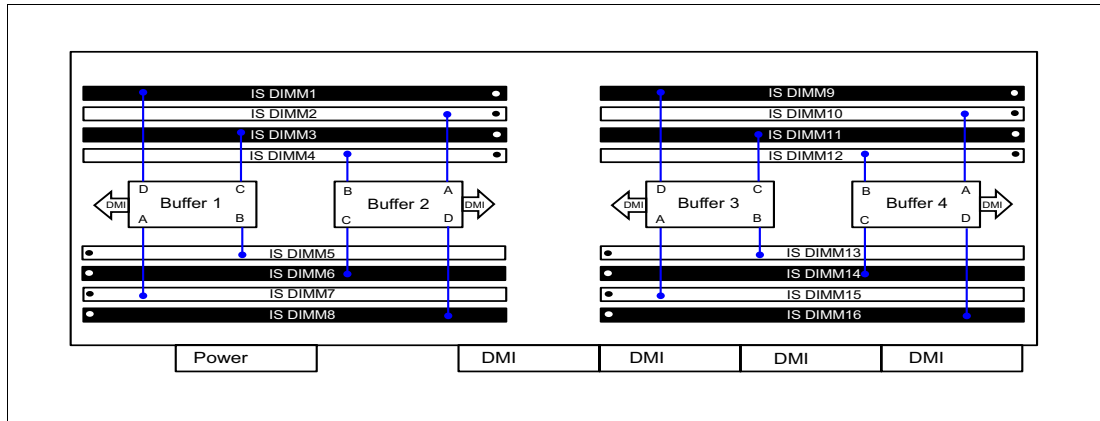 IS DIMM1 IS DIMM9
IS DIMM2 IS DIMM10
IS DIMM3 IS DIMM11
IS DIMM4 IS DIMM12
D C B A D C B A
DMI Buffer 1 Buffer 2 DMI DMI Buffer 3 Buffer 4 DMI
A B C D A B C D
IS DIMM5 IS DIMM13
IS DIMM6 IS DIMM14
IS DIMM7 IS DIMM15
IS DIMM8 IS DIMM16
Power DMI DMI DMI DMI